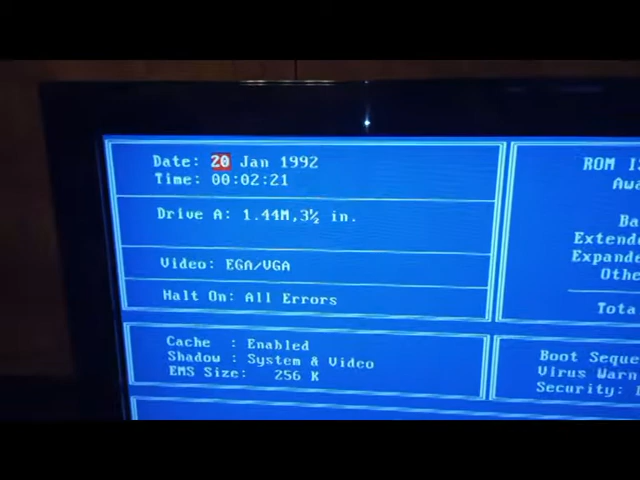 Date: 20 Jan 1992
Time: 00:02:21
Drive A: 1.44M,3½ in.
Video: EGA/VGA
Halt On: All Errors
Cache : Enabled
Shadow : System & Video
EMS Size: 256 K
ROM
Extende
Expande
Othe
Tota
Boot Seque
Virus Warn
Security: